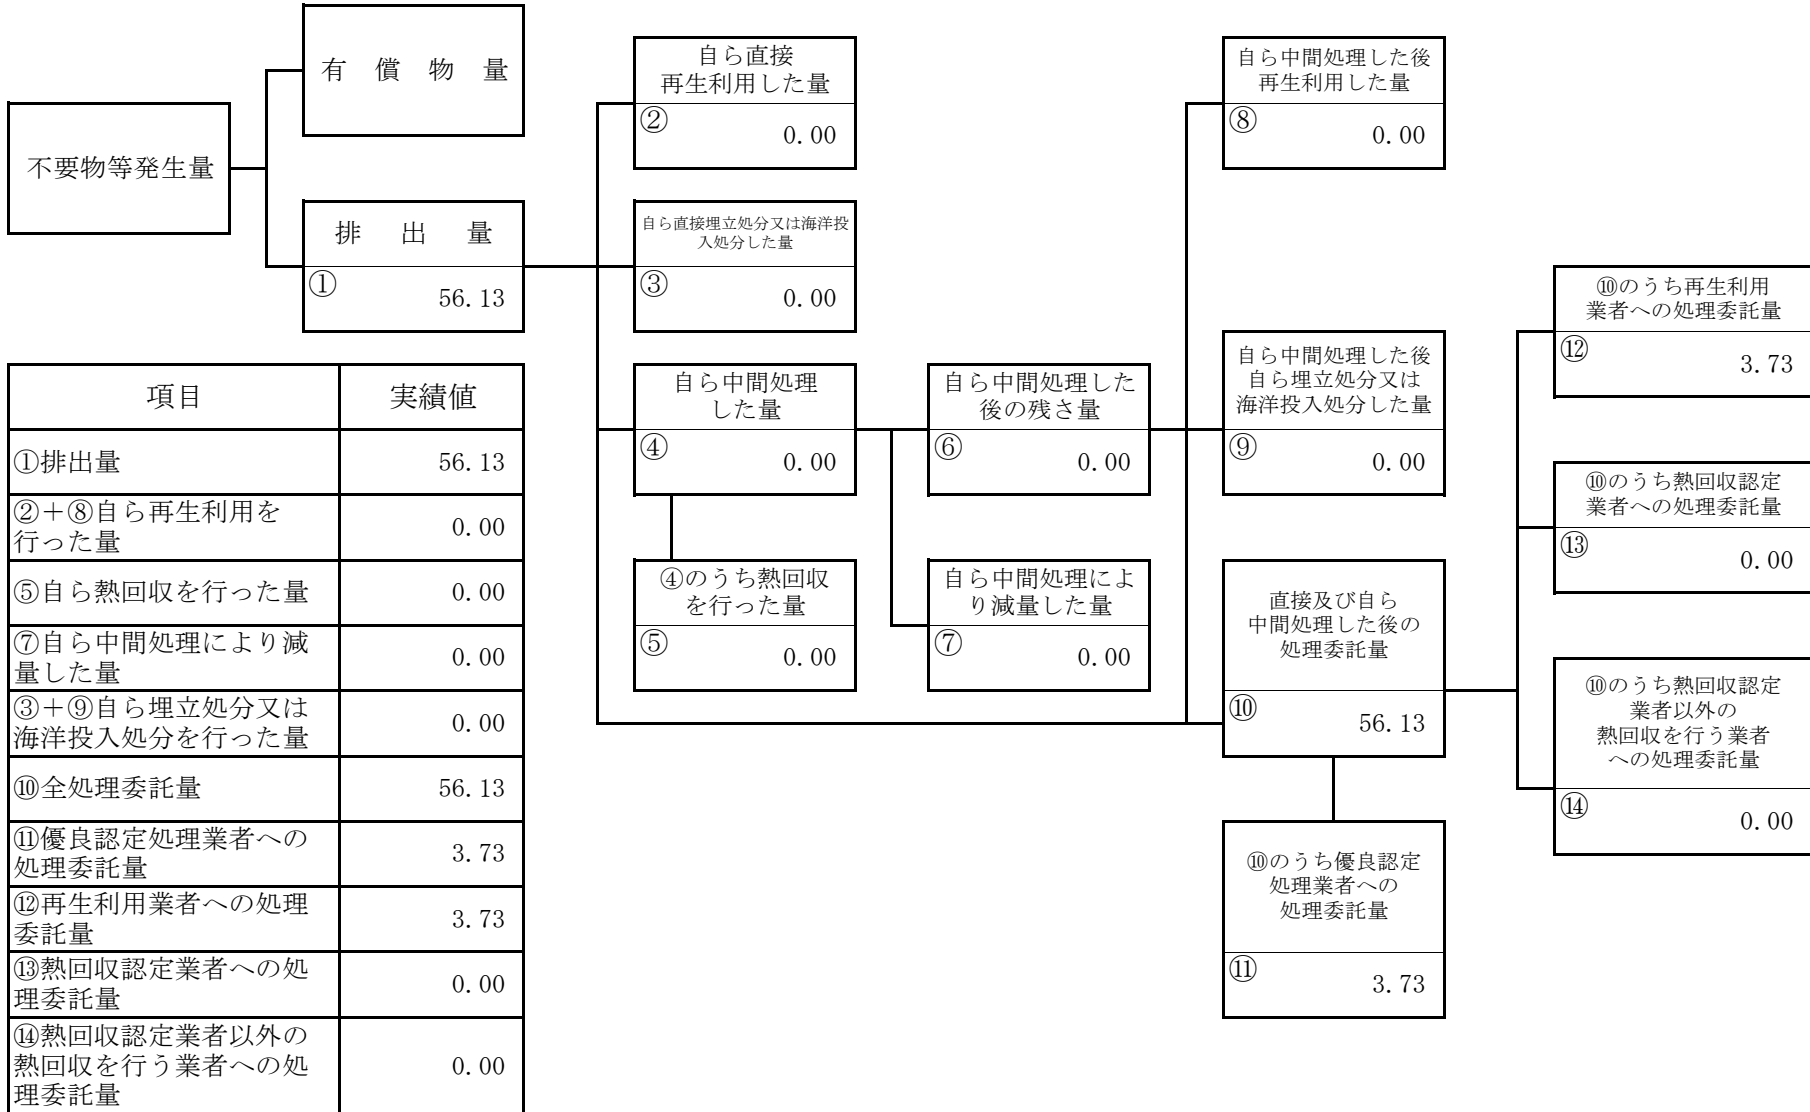 不要物等発生量
有償物量
排出量
① 56.13
自ら直接
再生利用した量
② 0.00
自ら直接埋立処分又は海洋投
入処分した量
③ 0.00
自ら中間処理
した量
④ 0.00
④のうち熱回収
を行った量
⑤ 0.00
自ら中間処理した
後の残さ量
⑥ 0.00
自ら中間処理によ
り減量した量
⑦ 0.00
自ら中間処理した後
再生利用した量
⑧ 0.00
自ら中間処理した後
自ら埋立処分又は
海洋投入処分した量
⑨ 0.00
直接及び自ら
中間処理した後の
処理委託量
⑩ 56.13
⑩のうち優良認定
処理業者への
処理委託量
⑪ 3.73
⑩のうち再生利用
業者への処理委託量
⑫ 3.73
⑩のうち熱回収認定
業者への処理委託量
⑬ 0.00
⑩のうち熱回収認定
業者以外の
熱回収を行う業者
への処理委託量
⑭ 0.00
項目 実績値
①排出量 56.13
②+⑧自ら再生利用を
行った量 0.00
⑤自ら熱回収を行った量 0.00
⑦自ら中間処理により減
量した量 0.00
③+⑨自ら埋立処分又は
海洋投入処分を行った量 0.00
⑩全処理委託量 56.13
⑪優良認定処理業者への
処理委託量 3.73
⑫再生利用業者への処理
委託量 3.73
⑬熱回収認定業者への処
理委託量 0.00
⑭熱回収認定業者以外の
熱回収を行う業者への処
理委託量 0.00